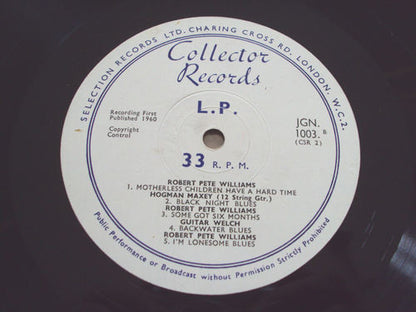 SELECTION RECORDS LTD. CHARING CROSS RD., LONDON, W.C.2.
Collector
Records
L.P.
Recording First
Published 1960
Copyright
Control
JGN.
1003. B
(CSR 2)
33 R.P.M.
ROBERT PETE WILLIAMS
1. MOTHERLESS CHILDREN HAVE A HARD TIME
HOGMAN MAXEY (12 String Gtr.)
2. BLACK NIGHT BLUES
ROBERT PETE WILLIAMS
3. SOME GOT SIX MONTHS
GUITAR WELCH
4. BACKWATER BLUES
ROBERT PETE WILLIAMS
5. I'M LONESOME BLUES
Public Performance or Broadcast without Permission Strictly Prohibited